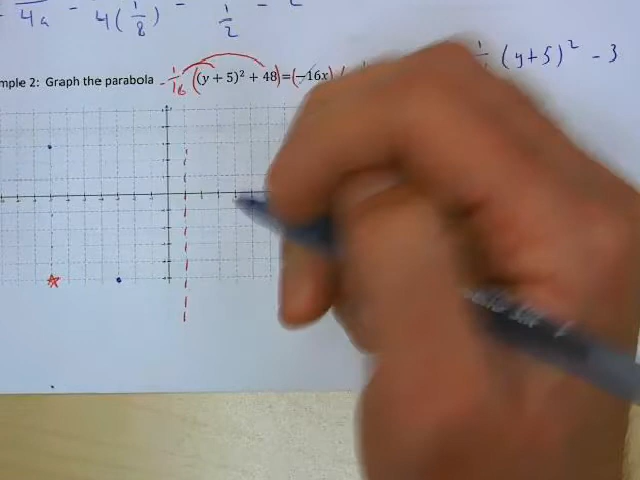 4a - 4(1/8) - 1/2 - 2
mple 2: Graph the parabola -1/16 ((y + 5)² + 48)=(−16x)
(y+5)² - 3